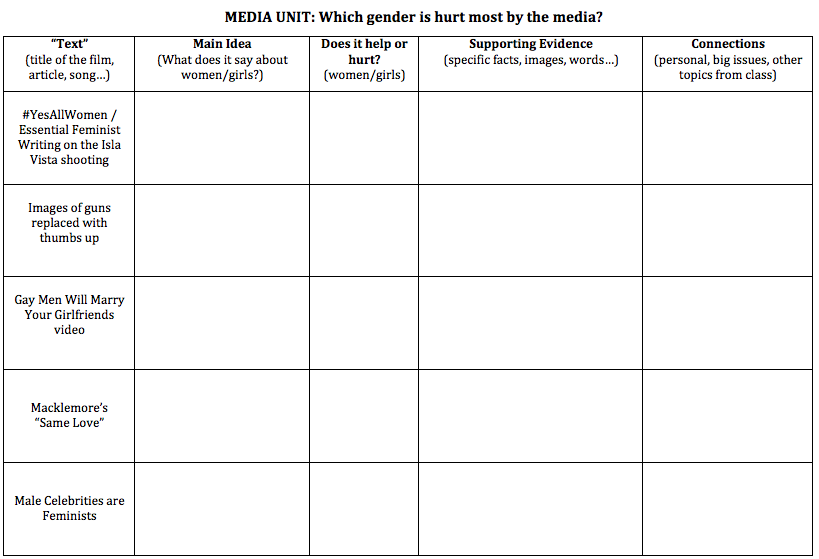 MEDIA UNIT: Which gender is hurt most by the media?
“Text”
(title of the film,
article, song…)
Main Idea
(What does it say about
women/girls?)
Does it help or
hurt?
(women/girls)
Supporting Evidence
(specific facts, images, words…)
Connections
(personal, big issues, other
topics from class)
#YesAllWomen /
Essential Feminist
Writing on the Isla
Vista shooting
Images of guns
replaced with
thumbs up
Gay Men Will Marry
Your Girlfriends
video
Macklemore’s
“Same Love”
Male Celebrities are
Feminists